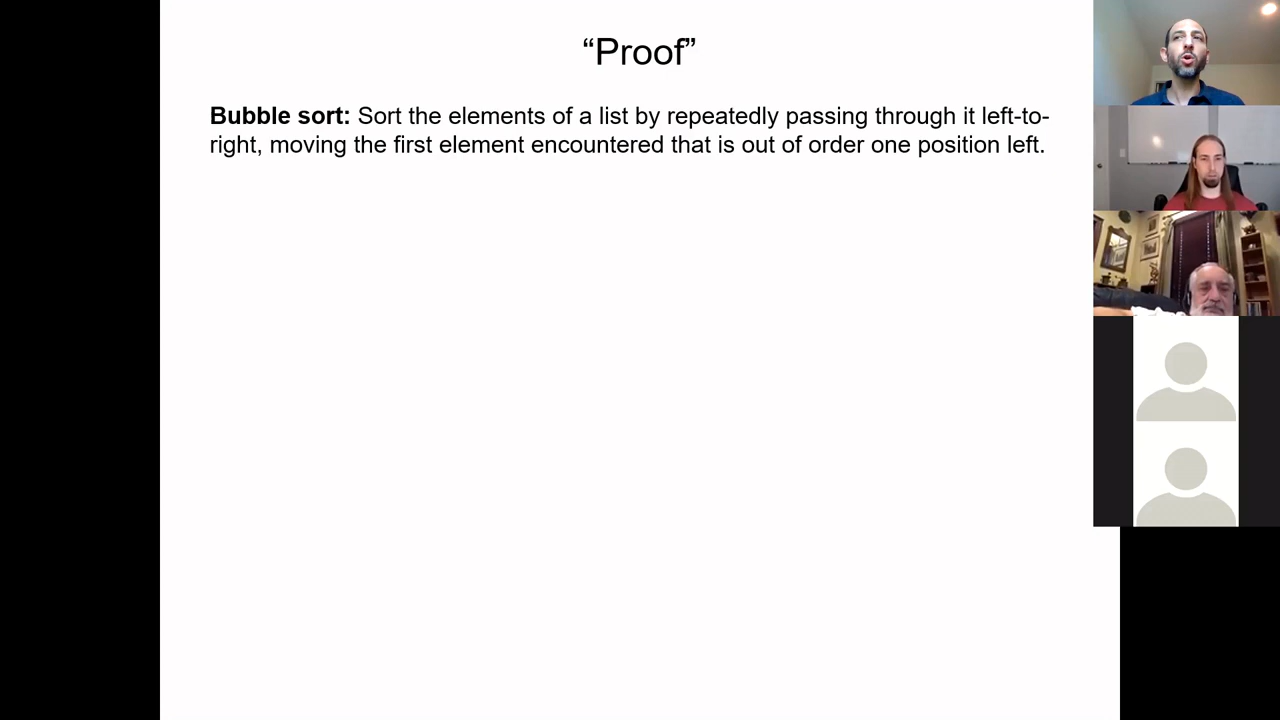 “Proof”
Bubble sort: Sort the elements of a list by repeatedly passing through it left-to-
right, moving the first element encountered that is out of order one position left.